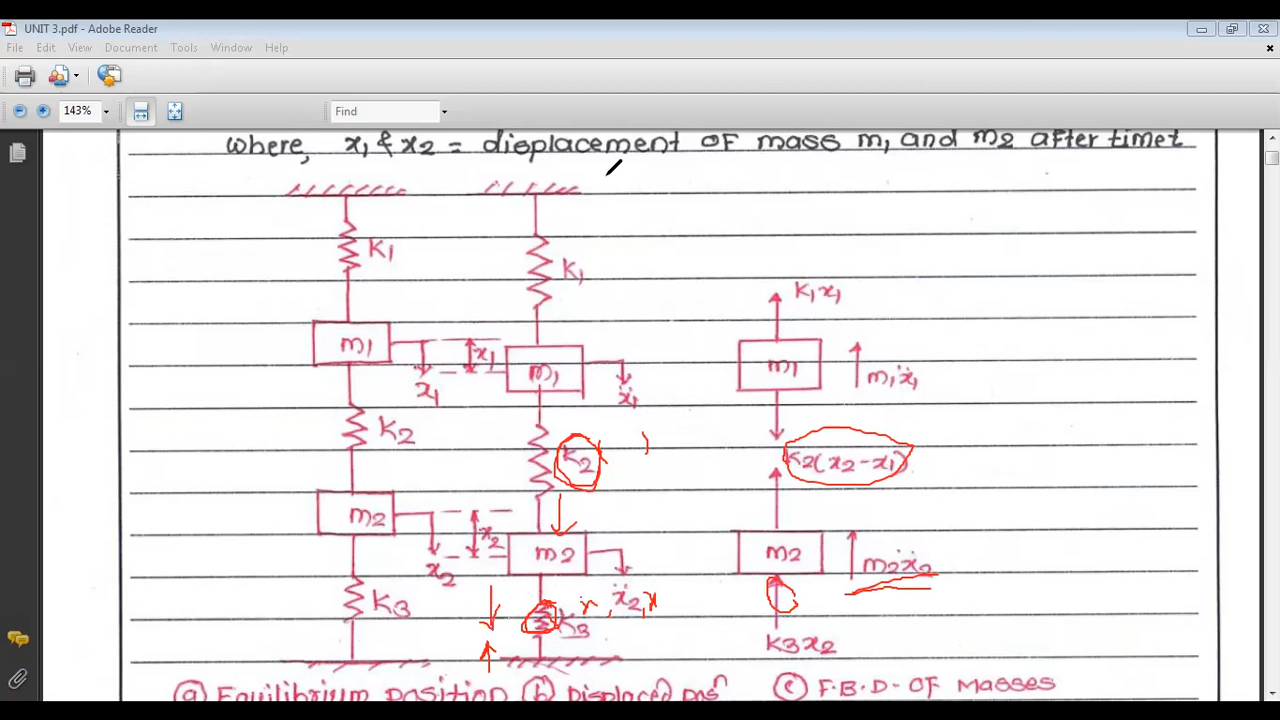 UNIT 3.pdf - Adobe Reader
File Edit View Document Tools Window Help
143% Find
where, x1 & x2 = displacement of mass m1 and m2 after time t
K1
K1
K1x1
m1
x1
m1
m1
m1ẍ1
x1
ẍ1
K2
K2
K2(x2-x1)
m2
x2
m2
m2
m2ẍ2
x2
ẍ2
K3
K3
K3x2
(a) Equilibrium position (b) Displaced posn (c) F.B.D. OF Masses